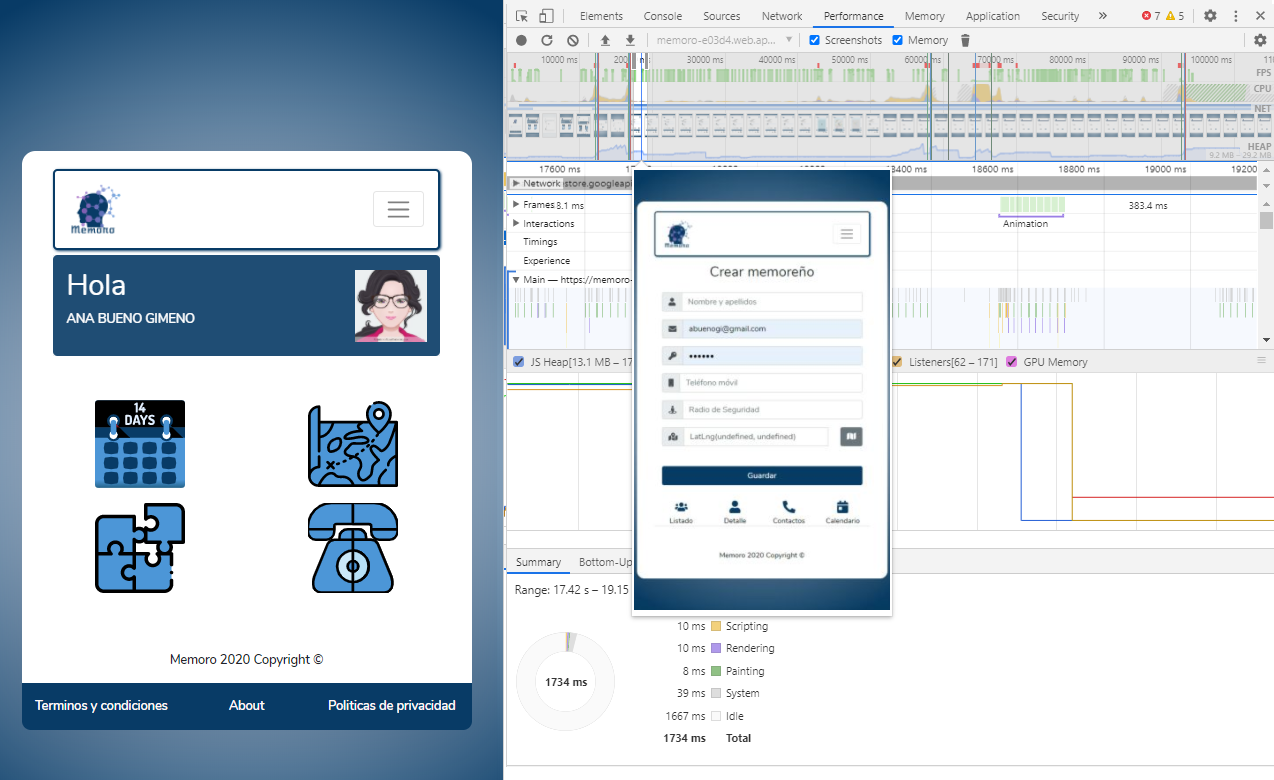 Memoro
Hola
ANA BUENO GIMENO
14
DAYS
Memoro 2020 Copyright ©
Terminos y condiciones
About
Politicas de privacidad
Elements
Console
Sources
Network
Performance
Memory
Application
Security
»
7
5
memoro-e03d4.web.ap...
Screenshots
Memory
10000 ms
200
n
30000 ms
40000 ms
50000 ms
60000 ms
70000 ms
80000 ms
90000 ms
100000 ms
110
FPS
CPU
NET
HEAP
9.2 MB – 29.2 MB
17600 ms
18400 ms
18600 ms
18800 ms
19000 ms
19200
Network
store.googleapi
Frames
8.1 ms
383.4 ms
Interactions
Animation
Timings
Experience
Main — https://memoro-
JS Heap[13.1 MB – 17
Listeners[62 – 171]
GPU Memory
Memoro
Crear memoreño
Nombre y apellidos
abuenogi@gmail.com
••••••
Teléfono móvil
Radio de Seguridad
LatLng(undefined, undefined)
Guardar
Listado
Detalle
Contactos
Calendario
Memoro 2020 Copyright ©
Summary
Bottom-Up
Range: 17.42 s – 19.15
1734 ms
10 ms Scripting
10 ms Rendering
8 ms Painting
39 ms System
1667 ms Idle
1734 ms Total